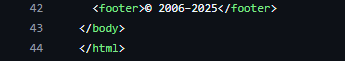 42 <footer>© 2006–2025</footer>
43 </body>
44 </html>